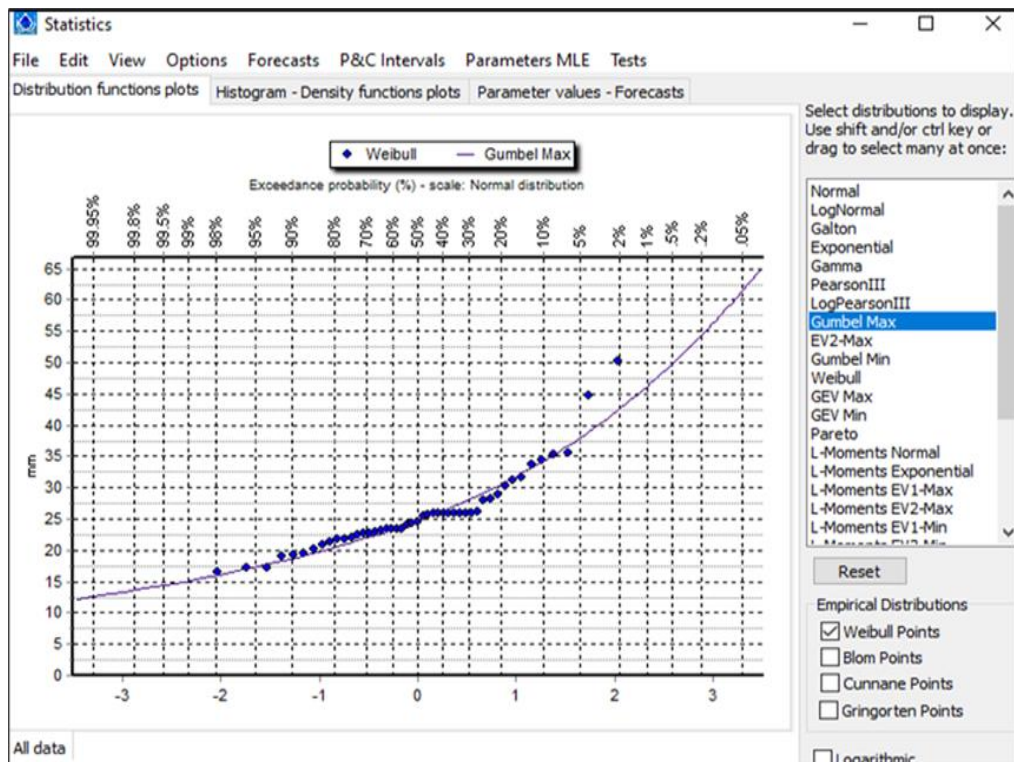 Statistics
File Edit View Options Forecasts P&C Intervals Parameters MLE Tests
Distribution functions plots Histogram - Density functions plots Parameter values - Forecasts
Weibull Gumbel Max
Exceedance probability (%) - scale: Normal distribution
99.95% 99.8% 99.5% 99% 98% 95% 90% 80% 70% 60% 50% 40% 30% 20% 10% 5% 2% 1% .5% .2% .05%
65
60
55
50
45
40
35
30
25
20
15
10
5
0
mm
-3 -2 -1 0 1 2 3
All data
Select distributions to display.
Use shift and/or ctrl key or
drag to select many at once:
Normal
LogNormal
Galton
Exponential
Gamma
PearsonIII
LogPearsonIII
Gumbel Max
EV2-Max
Gumbel Min
Weibull
GEV Max
GEV Min
Pareto
L-Moments Normal
L-Moments Exponential
L-Moments EV1-Max
L-Moments EV2-Max
L-Moments EV1-Min
Reset
Empirical Distributions
Weibull Points
Blom Points
Cunnane Points
Gringorten Points
Logarithmic